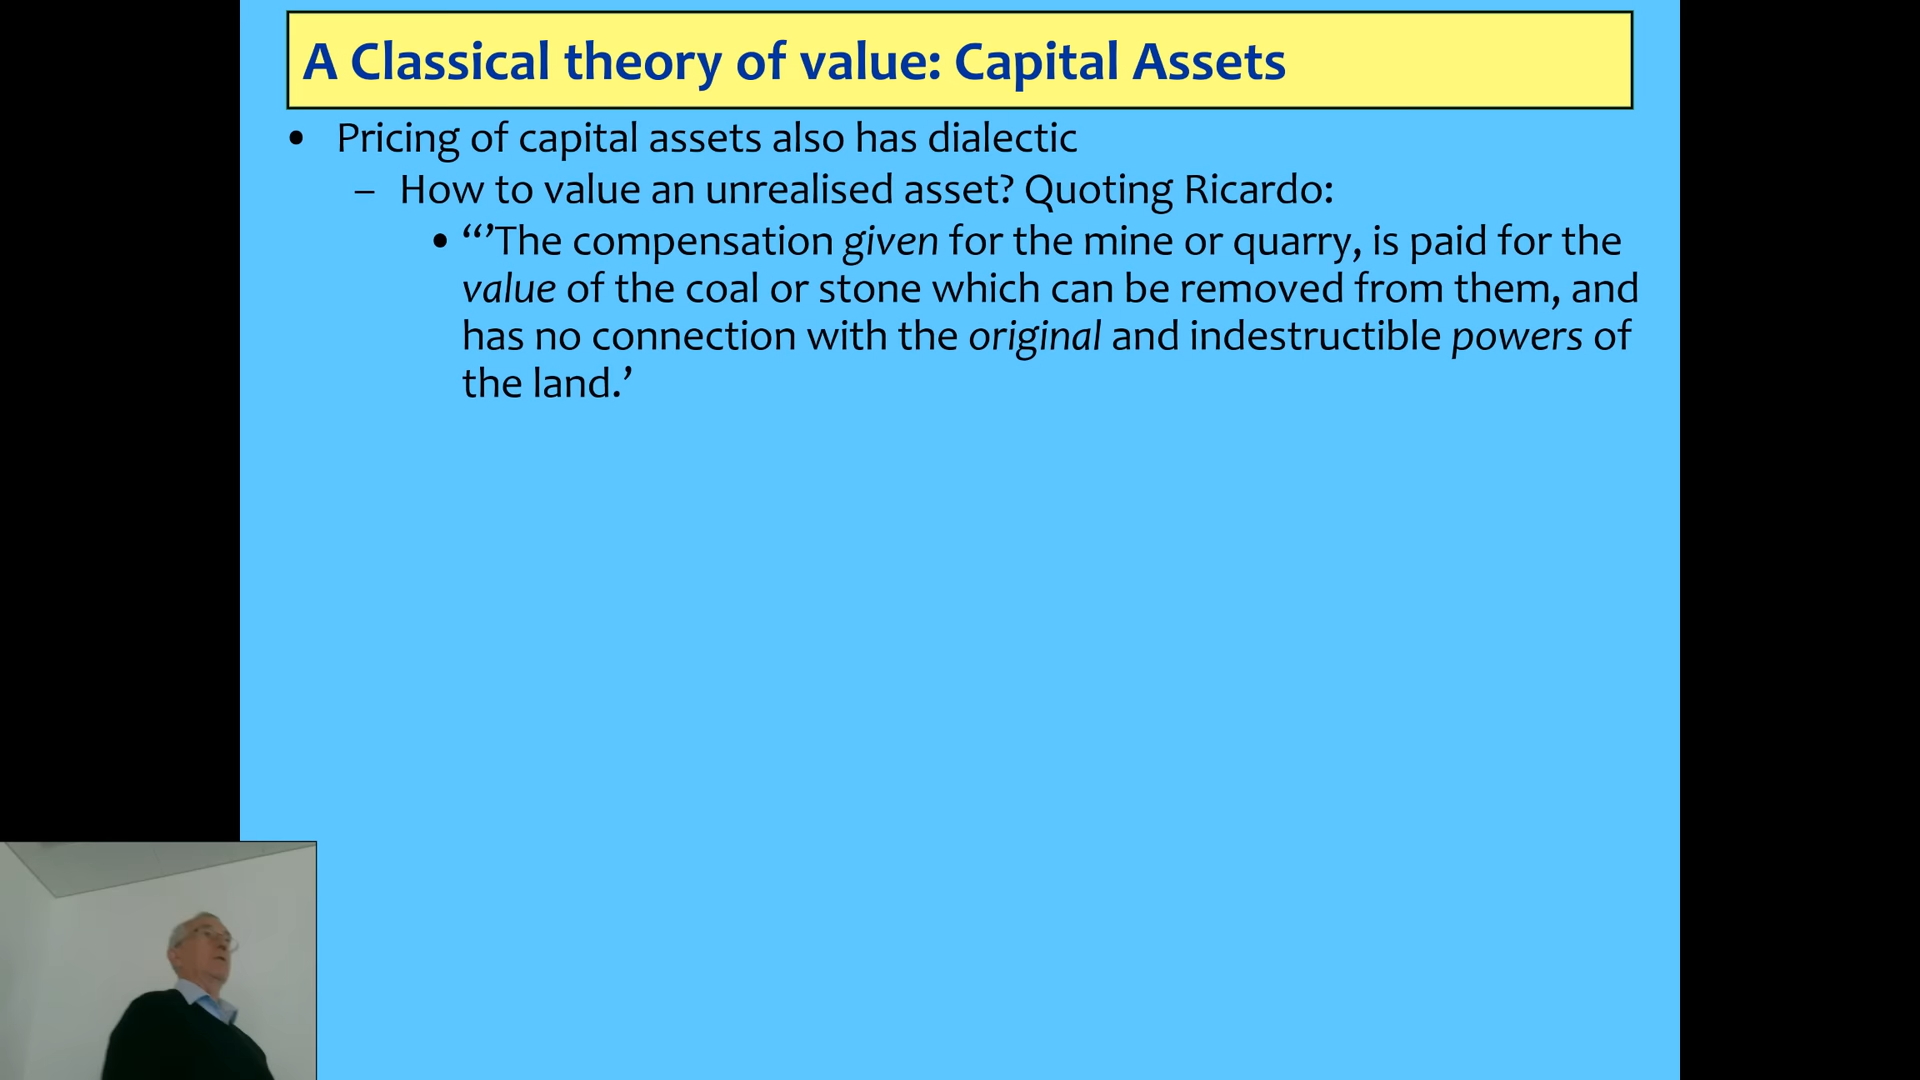 A Classical theory of value: Capital Assets
• Pricing of capital assets also has dialectic
– How to value an unrealised asset? Quoting Ricardo:
• “’The compensation given for the mine or quarry, is paid for the
value of the coal or stone which can be removed from them, and
has no connection with the original and indestructible powers of
the land.’